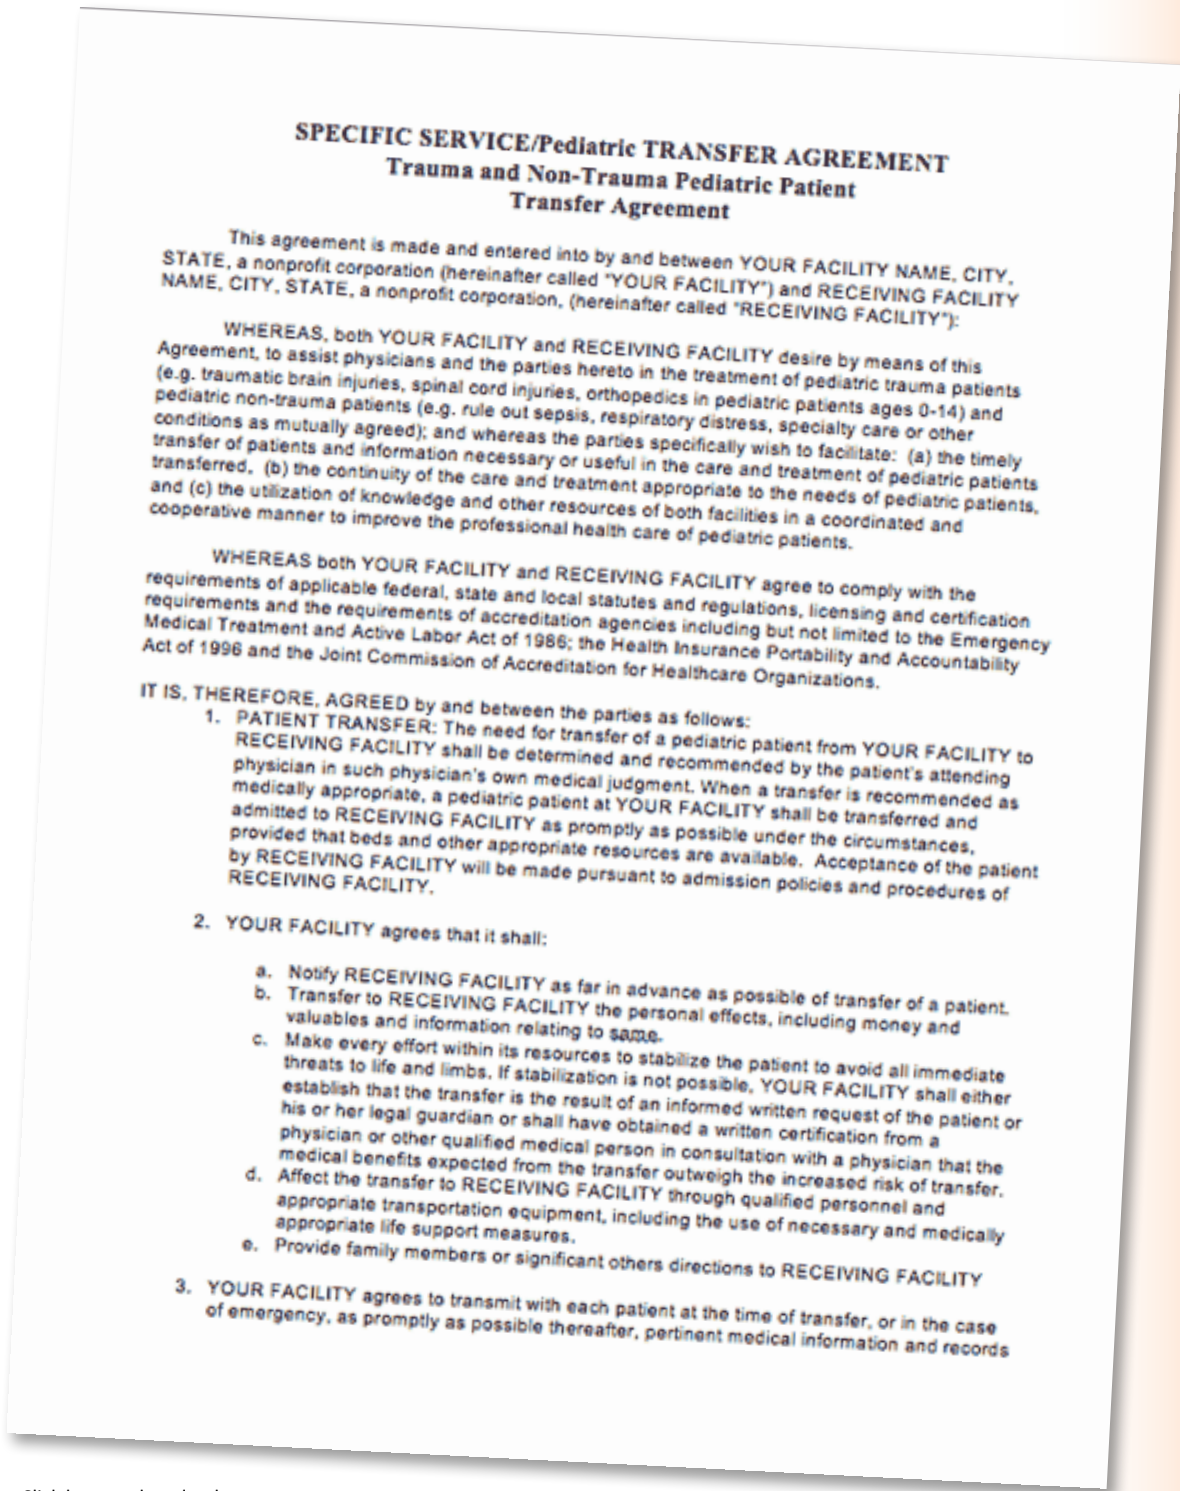 SPECIFIC SERVICE/Pediatric TRANSFER AGREEMENT
Trauma and Non-Trauma Pediatric Patient
Transfer Agreement
This agreement is made and entered into by and between YOUR FACILITY NAME, CITY,
STATE, a nonprofit corporation (hereinafter called "YOUR FACILITY") and RECEIVING FACILITY
NAME, CITY, STATE, a nonprofit corporation, (hereinafter called "RECEIVING FACILITY"):
WHEREAS, both YOUR FACILITY and RECEIVING FACILITY desire by means of this
Agreement, to assist physicians and the parties hereto in the treatment of pediatric trauma patients
(e.g. traumatic brain injuries, spinal cord injuries, orthopedics in pediatric patients ages 0-14) and
pediatric non-trauma patients (e.g. rule out sepsis, respiratory distress, specialty care or other
conditions as mutually agreed); and whereas the parties specifically wish to facilitate: (a) the timely
transfer of patients and information necessary or useful in the care and treatment of pediatric patients
transferred, (b) the continuity of the care and treatment appropriate to the needs of pediatric patients,
and (c) the utilization of knowledge and other resources of both facilities in a coordinated and
cooperative manner to improve the professional health care of pediatric patients.
WHEREAS both YOUR FACILITY and RECEIVING FACILITY agree to comply with the
requirements of applicable federal, state and local statutes and regulations, licensing and certification
requirements and the requirements of accreditation agencies including but not limited to the Emergency
Medical Treatment and Active Labor Act of 1986; the Health Insurance Portability and Accountability
Act of 1996 and the Joint Commission of Accreditation for Healthcare Organizations.
IT IS, THEREFORE, AGREED by and between the parties as follows:
1. PATIENT TRANSFER: The need for transfer of a pediatric patient from YOUR FACILITY to
RECEIVING FACILITY shall be determined and recommended by the patient's attending
physician in such physician's own medical judgment. When a transfer is recommended as
medically appropriate, a pediatric patient at YOUR FACILITY shall be transferred and
admitted to RECEIVING FACILITY as promptly as possible under the circumstances,
provided that beds and other appropriate resources are available. Acceptance of the patient
by RECEIVING FACILITY will be made pursuant to admission policies and procedures of
RECEIVING FACILITY.
2. YOUR FACILITY agrees that it shall:
a. Notify RECEIVING FACILITY as far in advance as possible of transfer of a patient.
b. Transfer to RECEIVING FACILITY the personal effects, including money and
valuables and information relating to same.
c. Make every effort within its resources to stabilize the patient to avoid all immediate
threats to life and limbs. If stabilization is not possible, YOUR FACILITY shall either
establish that the transfer is the result of an informed written request of the patient or
his or her legal guardian or shall have obtained a written certification from a
physician or other qualified medical person in consultation with a physician that the
medical benefits expected from the transfer outweigh the increased risk of transfer.
d. Affect the transfer to RECEIVING FACILITY through qualified personnel and
appropriate transportation equipment, including the use of necessary and medically
appropriate life support measures.
e. Provide family members or significant others directions to RECEIVING FACILITY
3. YOUR FACILITY agrees to transmit with each patient at the time of transfer, or in the case
of emergency, as promptly as possible thereafter, pertinent medical information and records